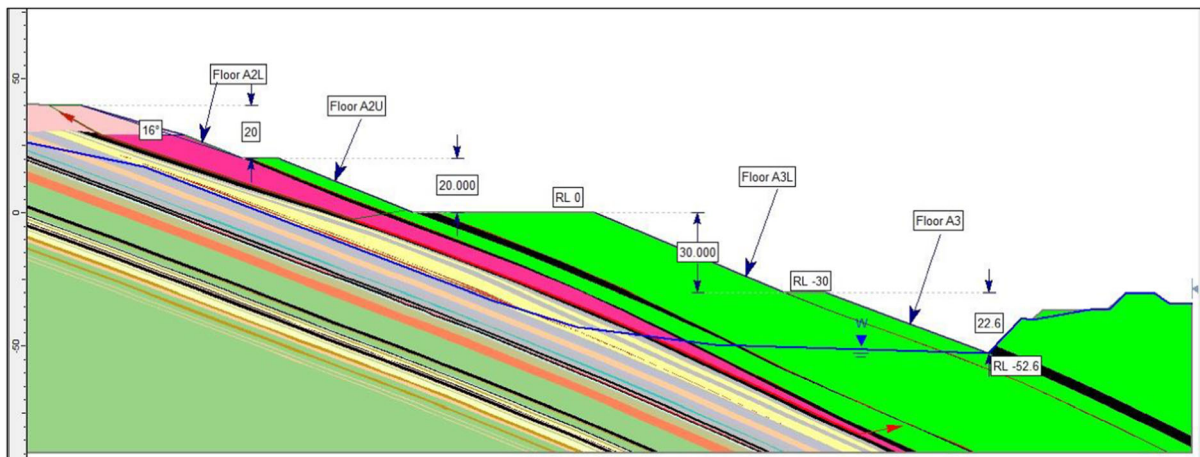 Floor A2L
Floor A2U
16°
20
20.000
RL 0
Floor A3L
30.000
Floor A3
RL -30
W
22.6
RL -52.6
50
0
-50